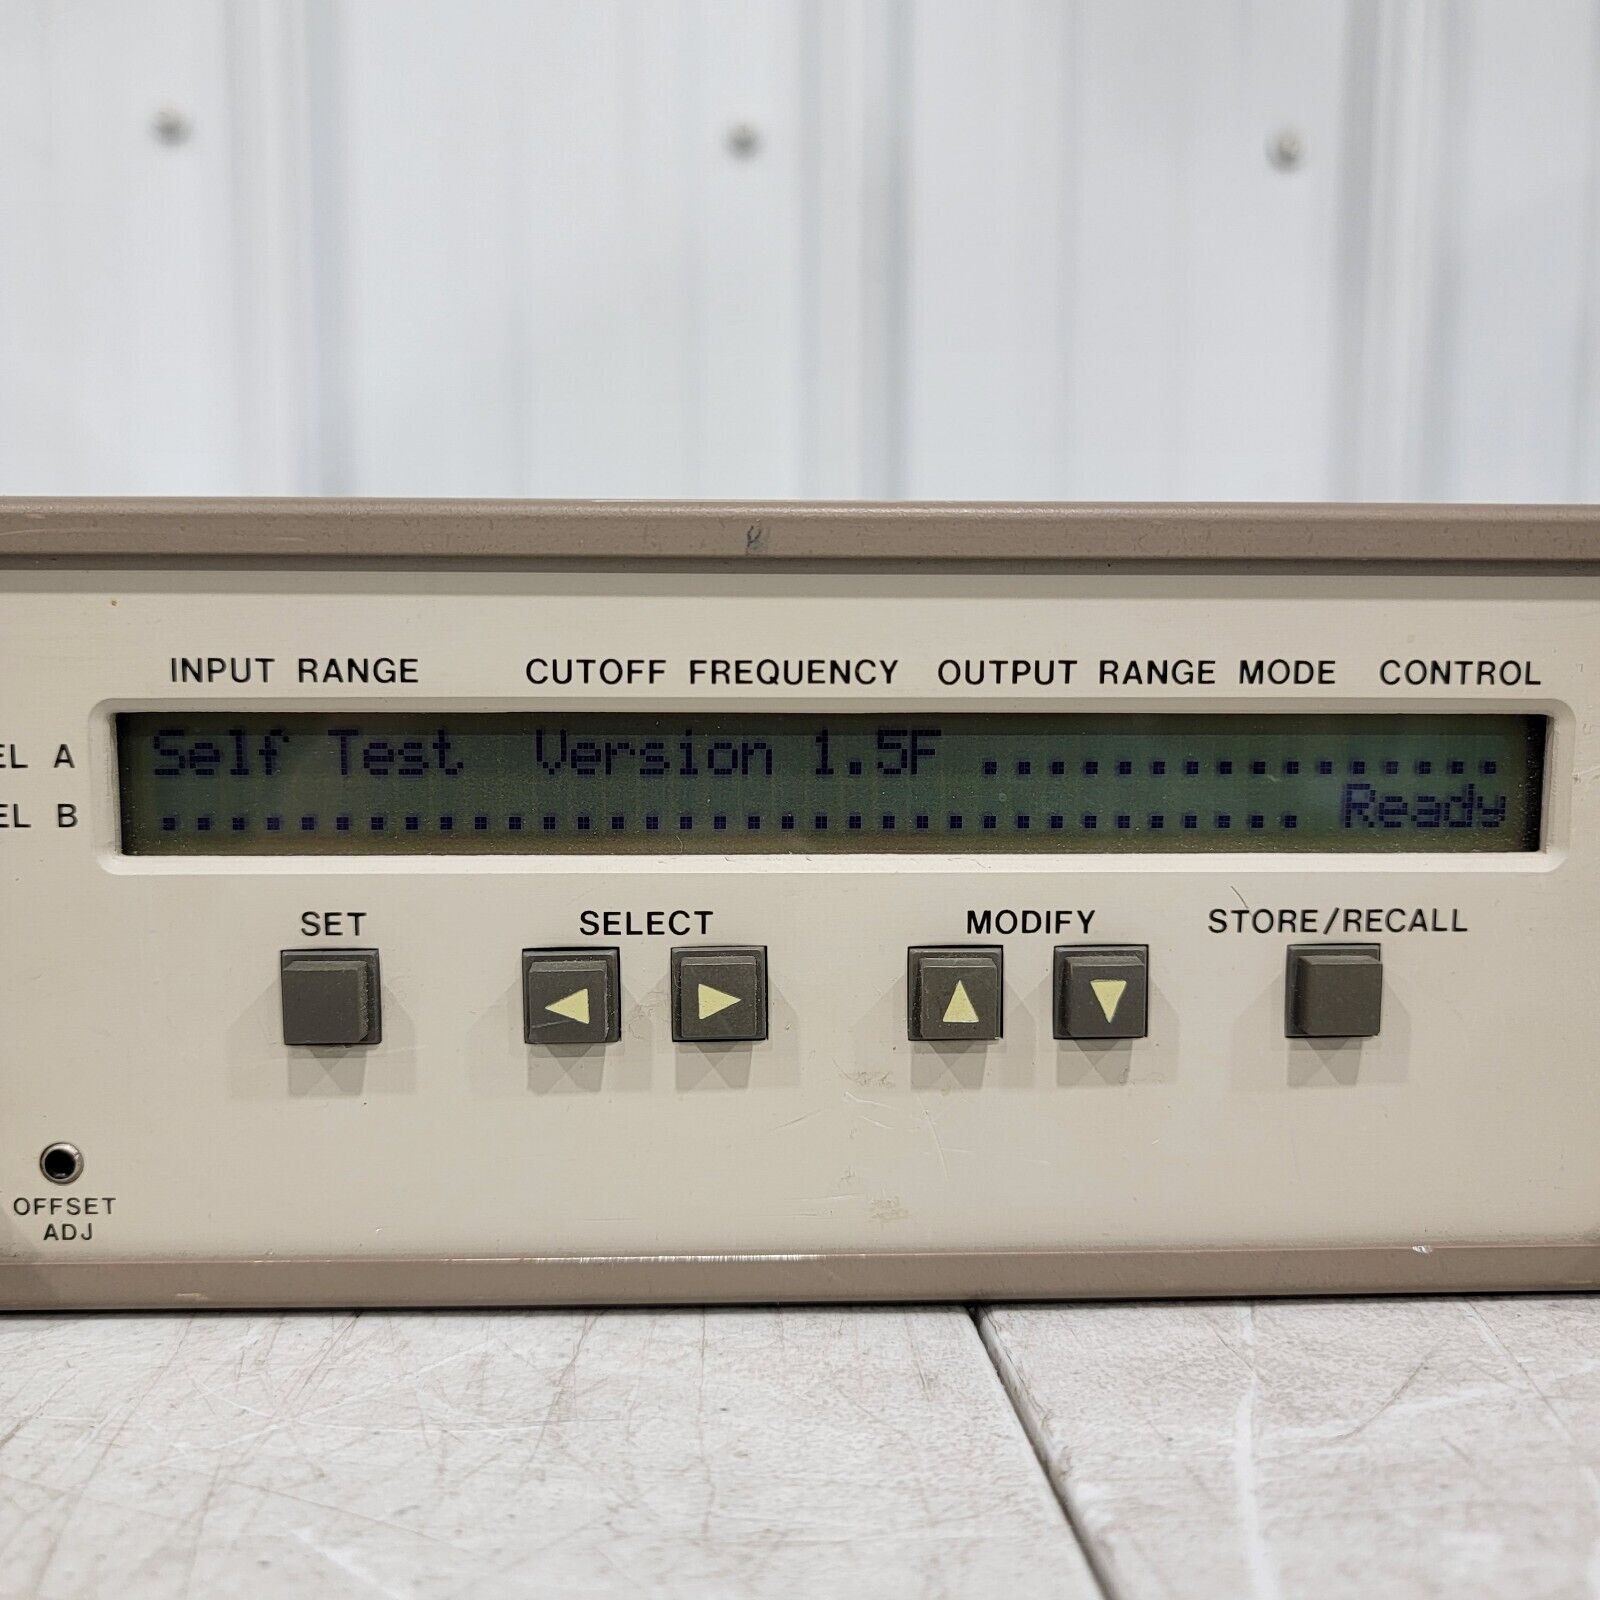 INPUT RANGE CUTOFF FREQUENCY OUTPUT RANGE MODE CONTROL
EL A Self Test  Version 1.5F ................
EL B .................................. Ready
SET SELECT MODIFY STORE/RECALL
OFFSET
ADJ